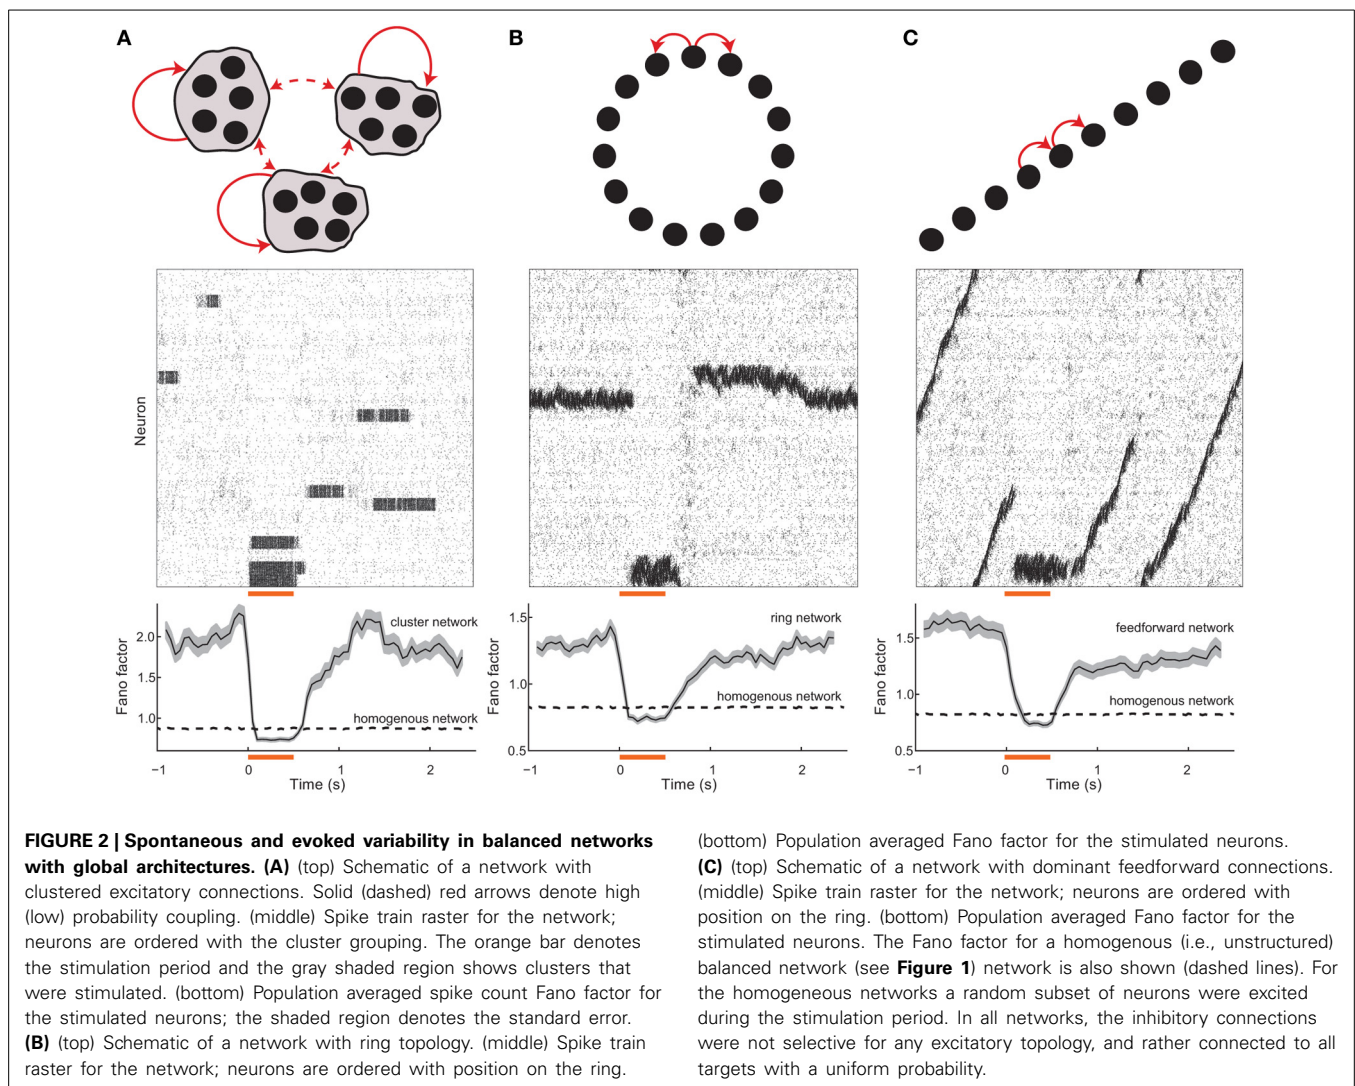 A
B
C
Neuron
2.0
1.0
Fano factor
cluster network
homogenous network
−1
0
1
2
Time (s)
1.5
1.0
0.5
Fano factor
ring network
homogenous network
−1
0
1
2
Time (s)
1.5
1.0
0.5
Fano factor
feedforward network
homogenous network
−1
0
1
2
Time (s)
FIGURE 2 | Spontaneous and evoked variability in balanced networks
with global architectures. (A) (top) Schematic of a network with
clustered excitatory connections. Solid (dashed) red arrows denote high
(low) probability coupling. (middle) Spike train raster for the network;
neurons are ordered with the cluster grouping. The orange bar denotes
the stimulation period and the gray shaded region shows clusters that
were stimulated. (bottom) Population averaged spike count Fano factor for
the stimulated neurons; the shaded region denotes the standard error.
(B) (top) Schematic of a network with ring topology. (middle) Spike train
raster for the network; neurons are ordered with position on the ring.
(bottom) Population averaged Fano factor for the stimulated neurons.
(C) (top) Schematic of a network with dominant feedforward connections.
(middle) Spike train raster for the network; neurons are ordered with
position on the ring. (bottom) Population averaged Fano factor for the
stimulated neurons. The Fano factor for a homogenous (i.e., unstructured)
balanced network (see Figure 1) network is also shown (dashed lines). For
the homogeneous networks a random subset of neurons were excited
during the stimulation period. In all networks, the inhibitory connections
were not selective for any excitatory topology, and rather connected to all
targets with a uniform probability.